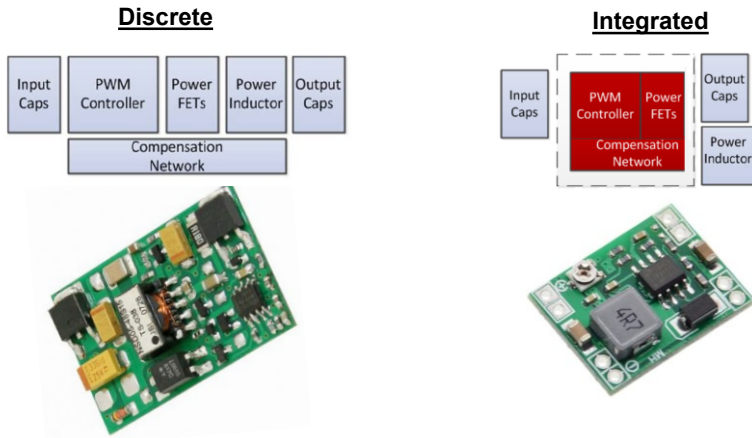 Discrete
Integrated
Input
Caps
PWM
Controller
Power
FETs
Power
Inductor
Output
Caps
Compensation
Network
Input
Caps
PWM
Controller
Power
FETs
Compensation
Network
Output
Caps
Power
Inductor
4R7
MH